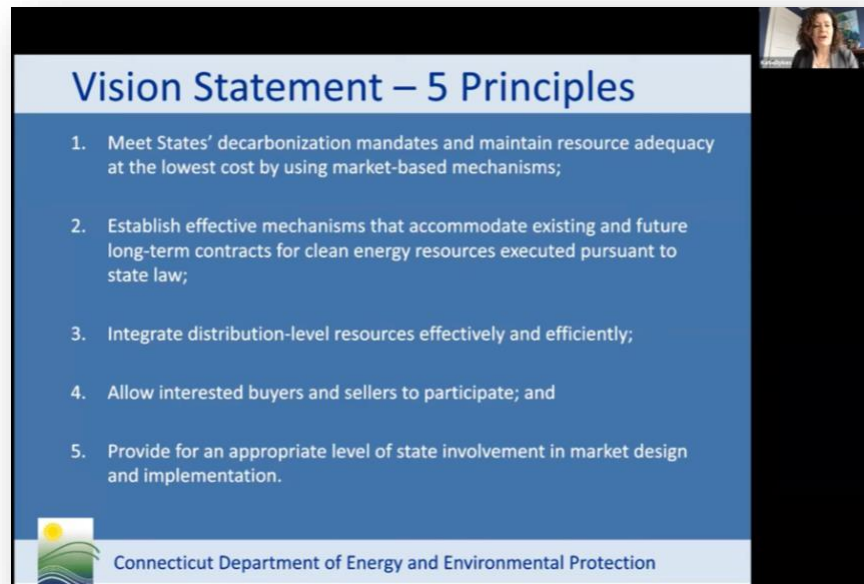 Vision Statement – 5 Principles
1. Meet States’ decarbonization mandates and maintain resource adequacy
at the lowest cost by using market-based mechanisms;
2. Establish effective mechanisms that accommodate existing and future
long-term contracts for clean energy resources executed pursuant to
state law;
3. Integrate distribution-level resources effectively and efficiently;
4. Allow interested buyers and sellers to participate; and
5. Provide for an appropriate level of state involvement in market design
and implementation.
Connecticut Department of Energy and Environmental Protection